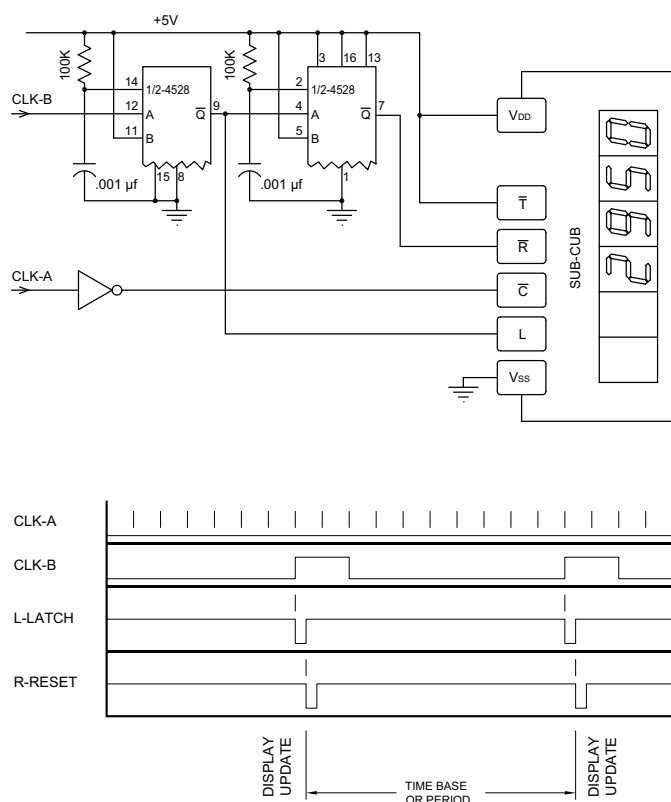 +5V
100K
100K
3 16 13
14
1/2-4528
2
1/2-4528
CLK-B
12
A
Q̅
9
4
A
Q̅
7
VDD
11
B
5
B
15 8
1
.001 µf
.001 µf
T̅
R̅
SUB-CUB
CLK-A
C̅
L
VSS
CLK-A
CLK-B
L-LATCH
R-RESET
DISPLAY
UPDATE
TIME BASE
OR PERIOD
DISPLAY
UPDATE